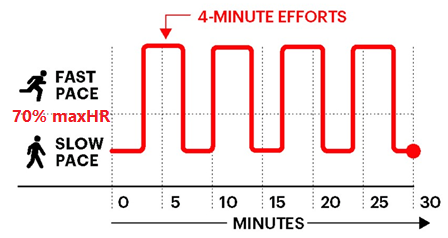 4-MINUTE EFFORTS
FAST
PACE
70% maxHR
SLOW
PACE
0 5 10 15 20 25 30
MINUTES